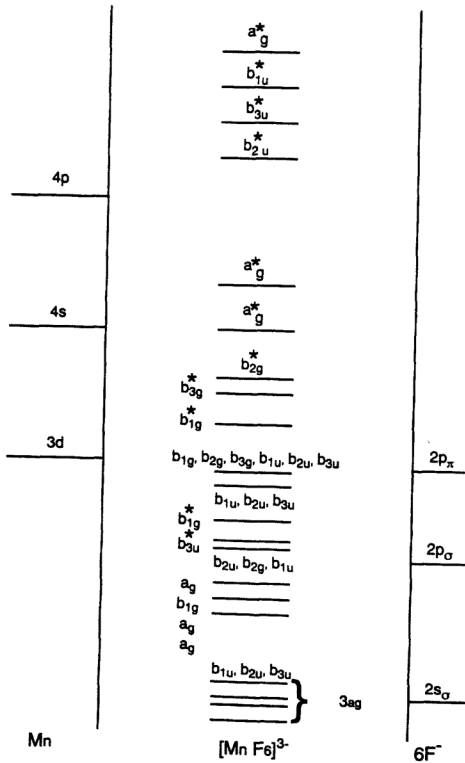 a*g
b*1u
b*3u
b*2u
4p
a*g
4s
a*g
b*2g
b*3g
b*1g
3d
b1g, b2g, b3g, b1u, b2u, b3u
2pπ
b1u, b2u, b3u
b*1g
b*3u
2pσ
b2u, b2g, b1u
ag
b1g
ag
ag
b1u, b2u, b3u
} 3ag
2sσ
Mn
[Mn F6]3-
6F-